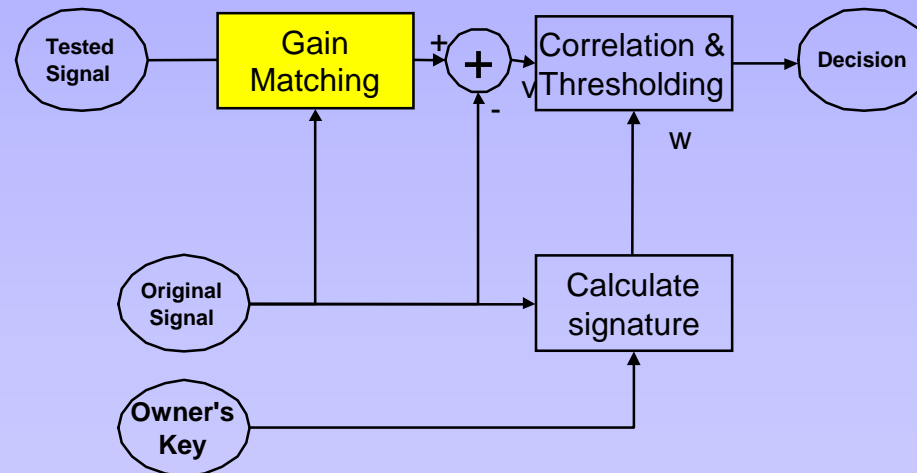 Tested
Signal
Gain
Matching
+
+
-
v
Correlation &
Thresholding
Decision
w
Original
Signal
Calculate
signature
Owner's
Key